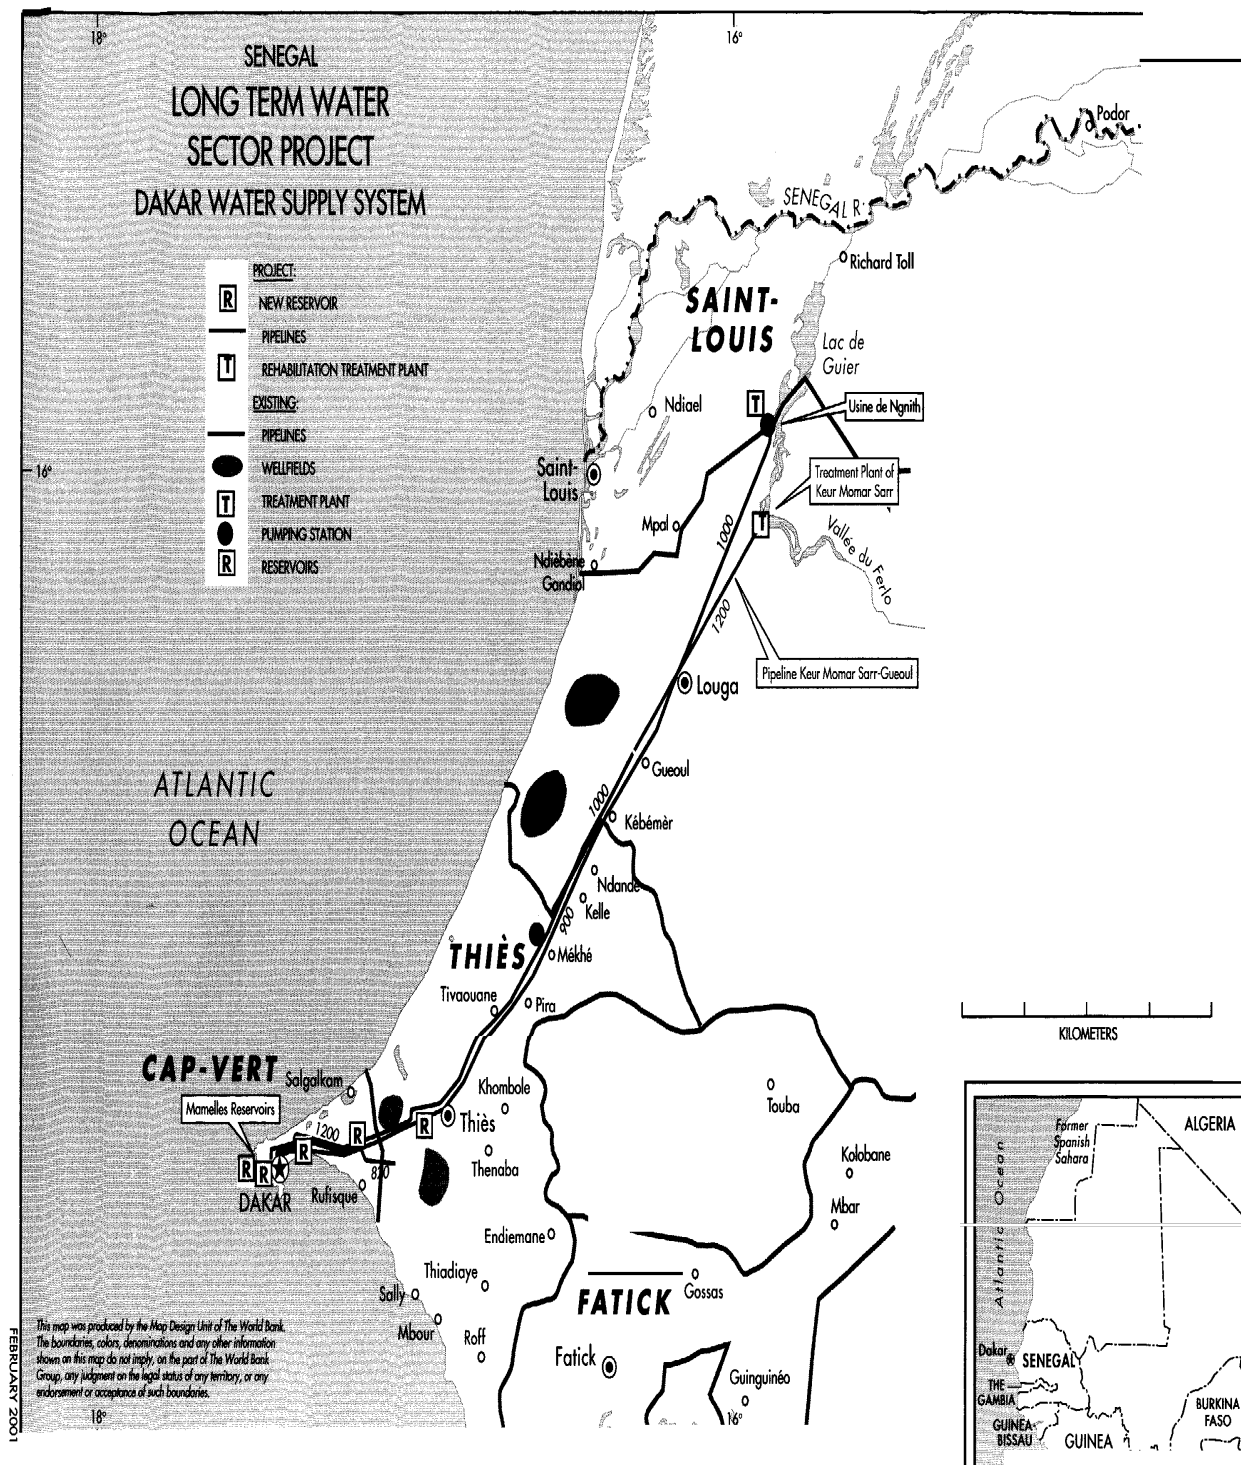 18°
16°
SENEGAL
LONG TERM WATER
SECTOR PROJECT
DAKAR WATER SUPPLY SYSTEM
PROJECT:
R NEW RESERVOIR
PIPELINES
T REHABILITATION TREATMENT PLANT
EXISTING:
PIPELINES
WELLFIELDS
T TREATMENT PLANT
PUMPING STATION
R RESERVOIRS
Podor
SENEGAL R.
Richard Toll
SAINT-
LOUIS
Lac de
Guier
T
Usine de Ngnith
Ndiael
16°
Saint-
Louis
Treatment Plant of
Keur Momar Sarr
Mpal
1000
T
Vallée du Ferlo
Ndièbène
Gandiol
1200
Pipeline Keur Momar Sarr-Gueoul
Louga
Gueoul
ATLANTIC
OCEAN
1000
Kébémèr
Ndande
Kelle
900
THIÈS
Mékhé
Tivaouane
Pira
KILOMETERS
CAP-VERT
Salgalkam
Khombole
Touba
Mamelles Reservoirs
1200
R
R
Thiès
R
Thenaba
Kolobane
R
R
820
DAKAR
Rufisque
Mbar
Endiemane
Thiadiaye
Sally
Gossas
FATICK
Mbour
Roff
Fatick
Guinguinéo
This map was produced by the Map Design Unit of The World Bank.
The boundaries, colors, denominations and any other information
shown on this map do not imply, on the part of The World Bank
Group, any judgment on the legal status of any territory, or any
endorsement or acceptance of such boundaries.
18°
16°
FEBRUARY 2001
Former
Spanish
Sahara
ALGERIA
Atlantic Ocean
Dakar
SENEGAL
THE
GAMBIA
GUINEA-
BISSAU
GUINEA
BURKINA
FASO